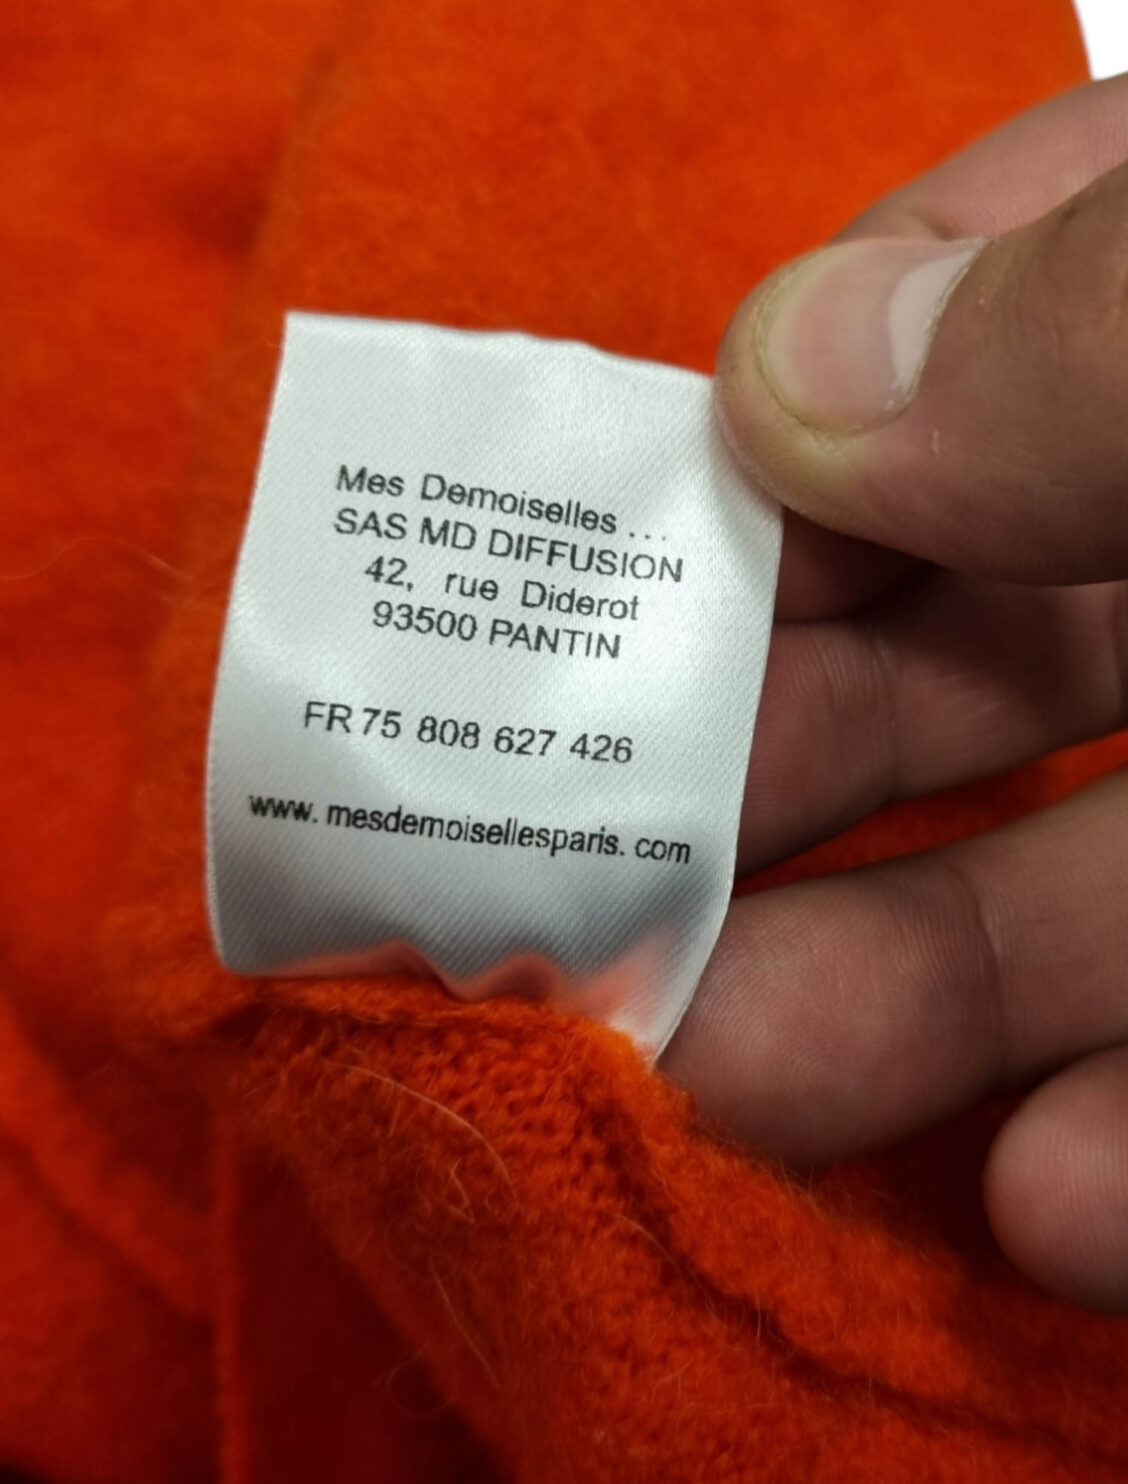 Mes Demoiselles ...
SAS MD DIFFUSION
42, rue Diderot
93500 PANTIN
FR 75 808 627 426
www. mesdemoisellesparis. com